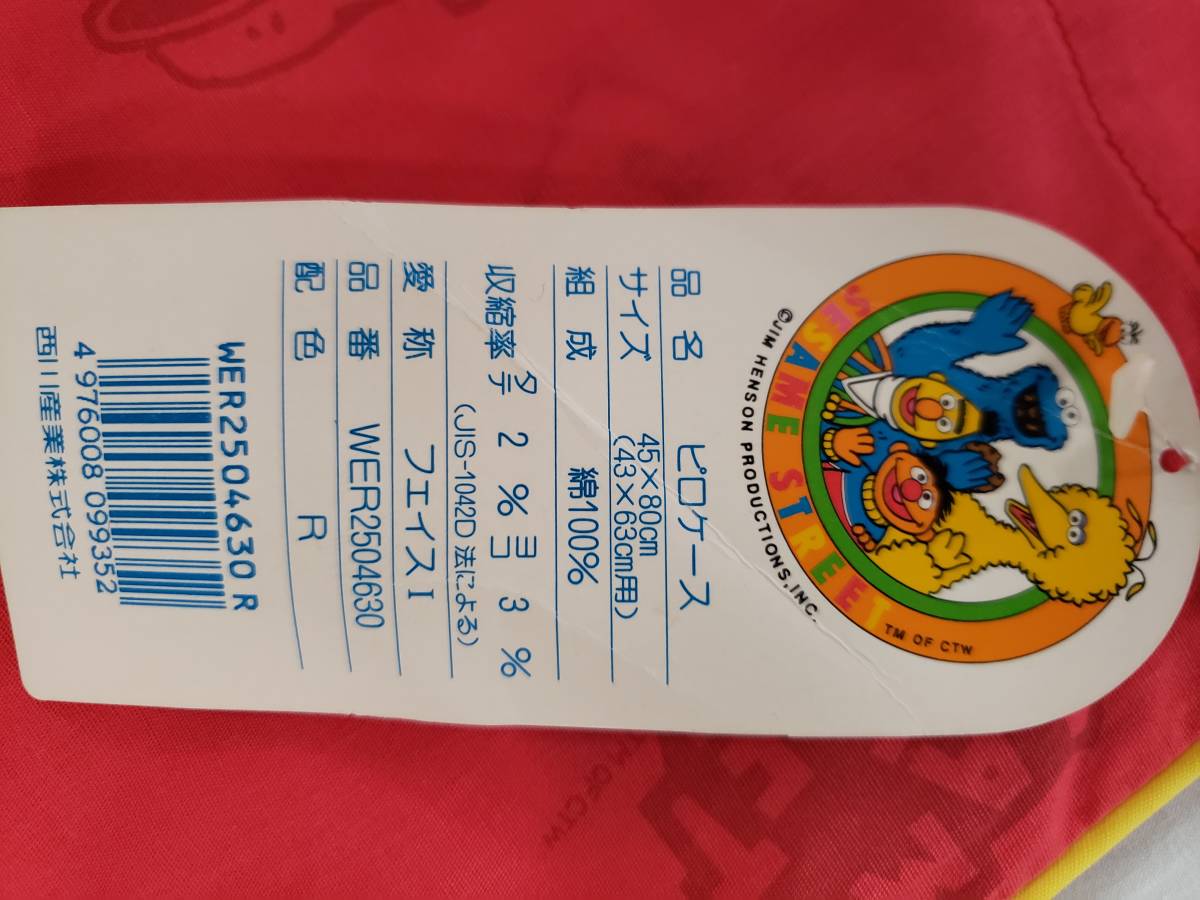 SESAME STREET
TM OF CTW
©JIM HENSON PRODUCTIONS, INC.
品名 ピロケース
サイズ 45×80cm
(43×63cm用)
組成 綿100%
収縮率 タテ 2% ヨコ 3%
(JIS-1042D 法による)
愛称 フェイスI
品番 WER2504630
配色 R
WER2504630 R
4 976008 099352
西川産業株式会社
TM OF CTW